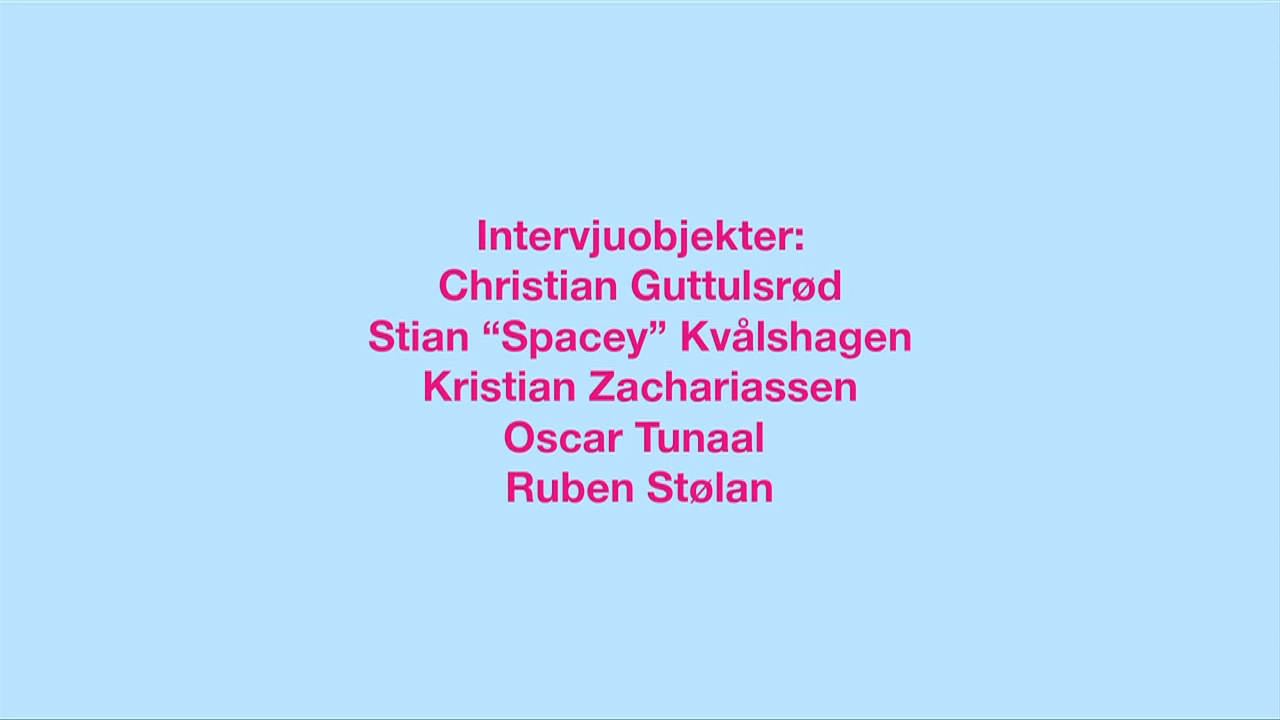 Intervjuobjekter:
Christian Guttulsrød
Stian “Spacey” Kvålshagen
Kristian Zachariassen
Oscar Tunaal
Ruben Stølan